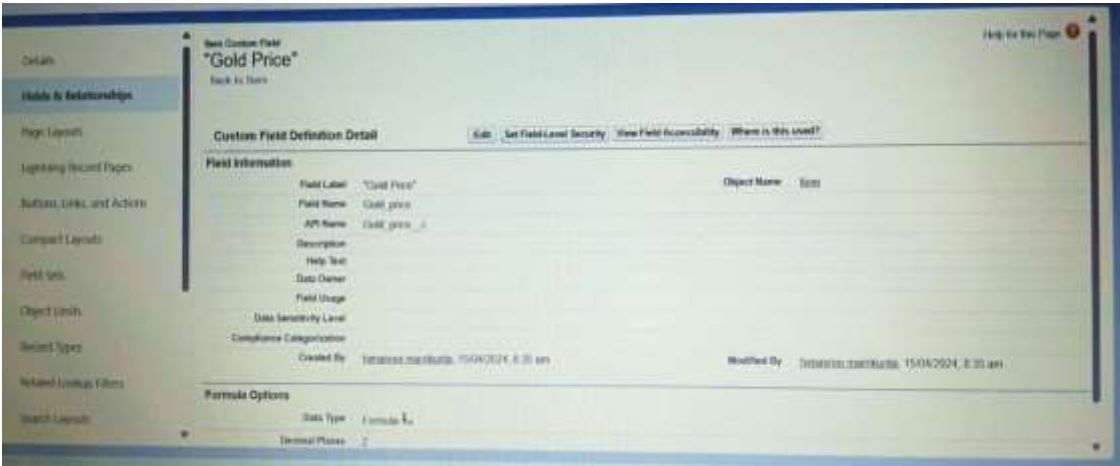 Help for this Page
Details
Fields & Relationships
Page Layouts
Lightning Record Pages
Buttons, Links, and Actions
Compact Layouts
Field Sets
Object Limits
Record Types
Related Lookup Filters
Search Layouts
Item Custom Field
"Gold Price"
Back to Item
Custom Field Definition Detail Edit Set Field-Level Security View Field Accessibility Where is this used?
Field Information
Field Label "Gold Price" Object Name Item
Field Name Gold_price
API Name Gold_price__c
Description
Help Text
Data Owner
Field Usage
Data Sensitivity Level
Compliance Categorization
Created By 15/04/2024, 8:35 am Modified By 15/04/2024, 8:35 am
Formula Options
Data Type Formula
Decimal Places 2